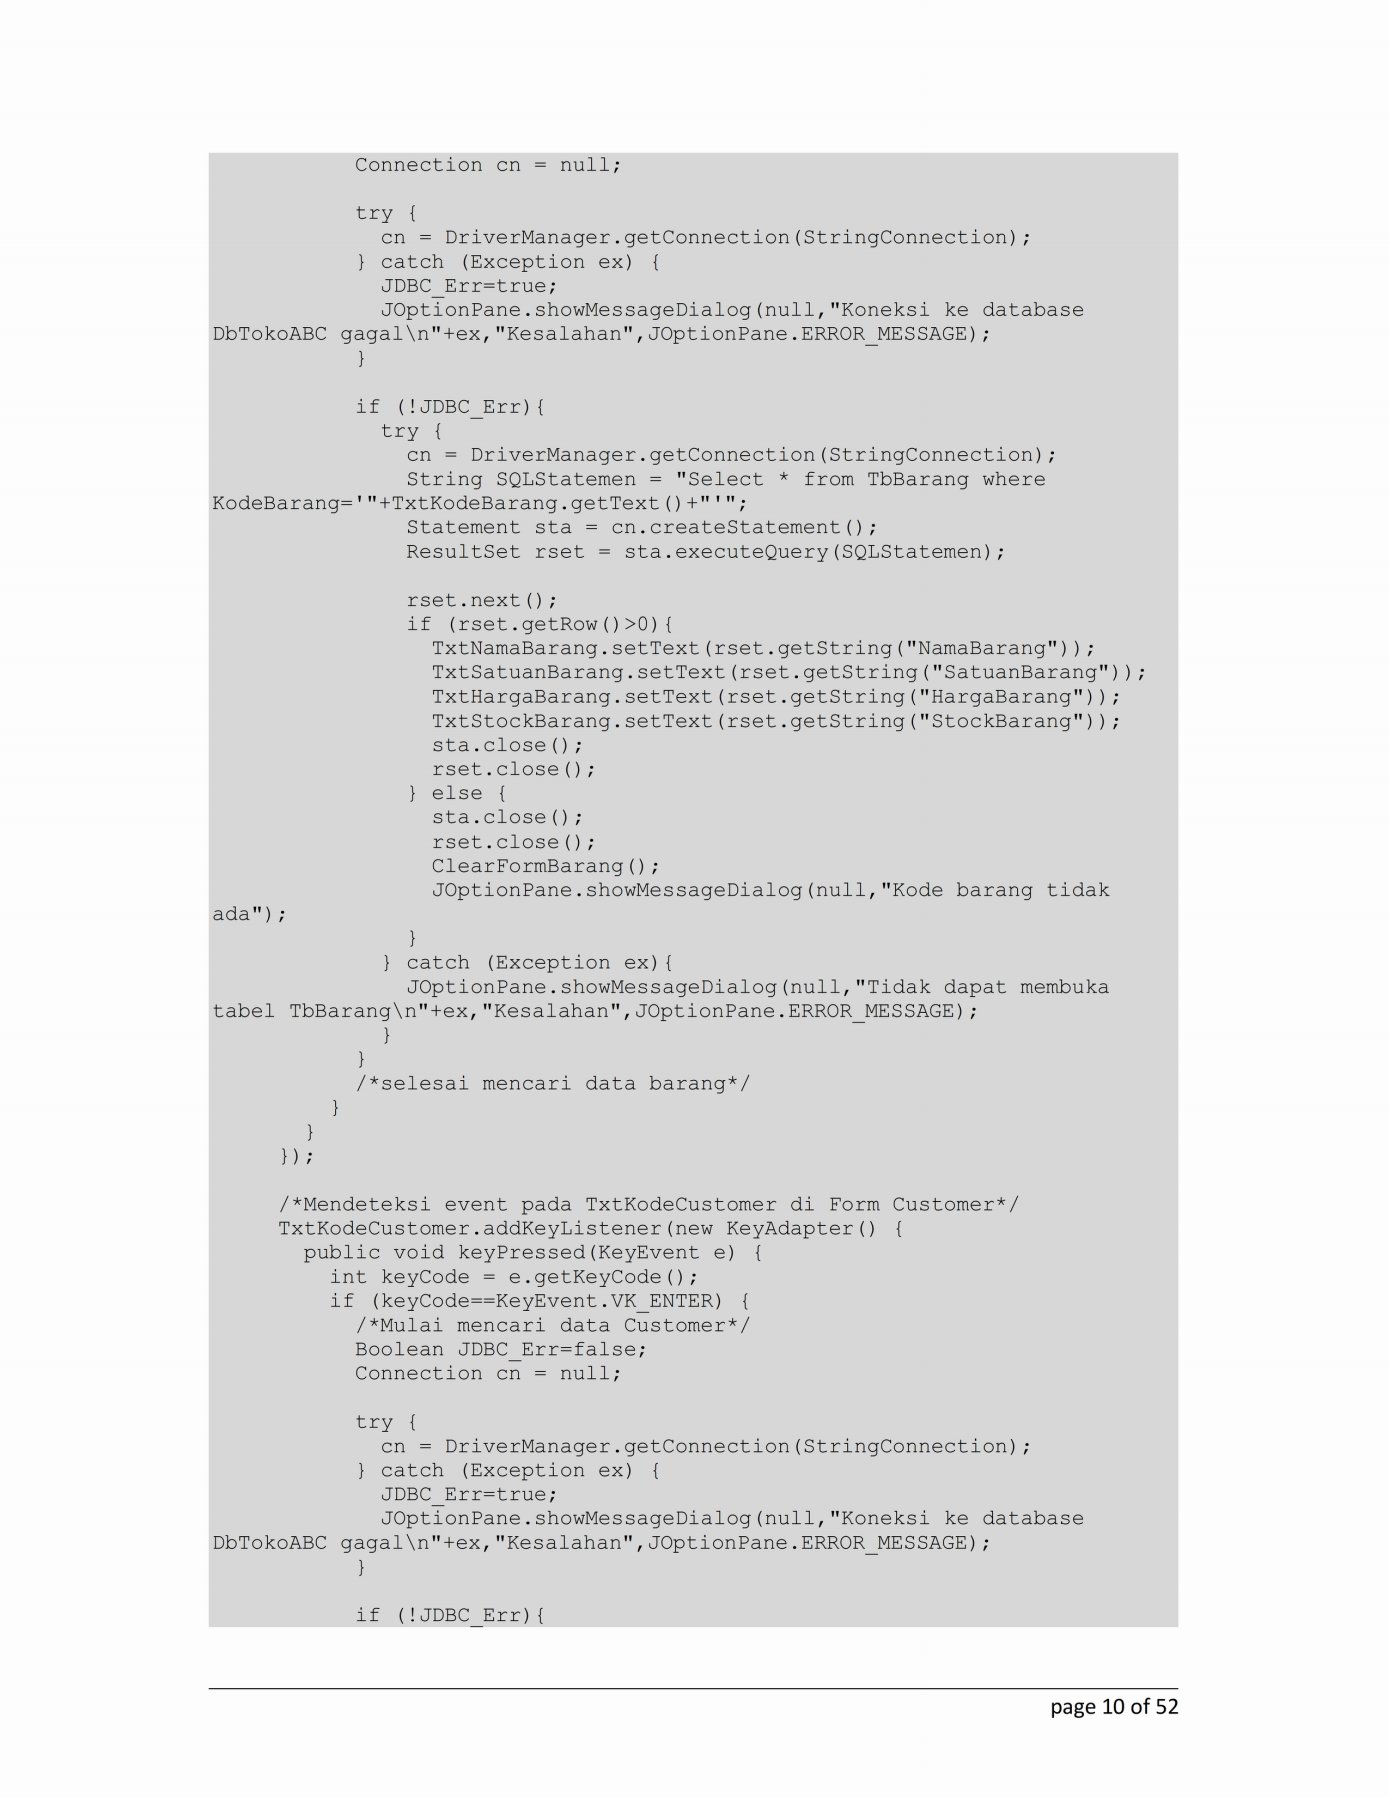 Connection cn = null;
try {
cn = DriverManager.getConnection(StringConnection);
} catch (Exception ex) {
JDBC_Err=true;
JOptionPane.showMessageDialog(null,"Koneksi ke database
DbTokoABC gagal\n"+ex,"Kesalahan",JOptionPane.ERROR_MESSAGE);
}
if (!JDBC_Err){
try {
cn = DriverManager.getConnection(StringConnection);
String SQLStatemen = "Select * from TbBarang where
KodeBarang='"+TxtKodeBarang.getText()+"'";
Statement sta = cn.createStatement();
ResultSet rset = sta.executeQuery(SQLStatemen);
rset.next();
if (rset.getRow()>0){
TxtNamaBarang.setText(rset.getString("NamaBarang"));
TxtSatuanBarang.setText(rset.getString("SatuanBarang"));
TxtHargaBarang.setText(rset.getString("HargaBarang"));
TxtStockBarang.setText(rset.getString("StockBarang"));
sta.close();
rset.close();
} else {
sta.close();
rset.close();
ClearFormBarang();
JOptionPane.showMessageDialog(null,"Kode barang tidak
ada");
}
} catch (Exception ex){
JOptionPane.showMessageDialog(null,"Tidak dapat membuka
tabel TbBarang\n"+ex,"Kesalahan",JOptionPane.ERROR_MESSAGE);
}
}
/*selesai mencari data barang*/
}
}
});
/*Mendeteksi event pada TxtKodeCustomer di Form Customer*/
TxtKodeCustomer.addKeyListener(new KeyAdapter() {
public void keyPressed(KeyEvent e) {
int keyCode = e.getKeyCode();
if (keyCode==KeyEvent.VK_ENTER) {
/*Mulai mencari data Customer*/
Boolean JDBC_Err=false;
Connection cn = null;
try {
cn = DriverManager.getConnection(StringConnection);
} catch (Exception ex) {
JDBC_Err=true;
JOptionPane.showMessageDialog(null,"Koneksi ke database
DbTokoABC gagal\n"+ex,"Kesalahan",JOptionPane.ERROR_MESSAGE);
}
if (!JDBC_Err){
page 10 of 52